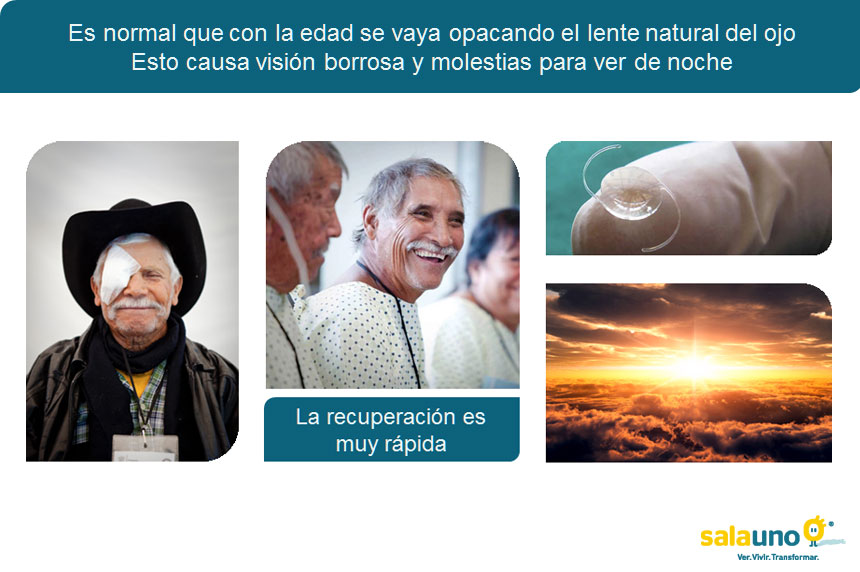 Es normal que con la edad se vaya opacando el lente natural del ojo
Esto causa visión borrosa y molestias para ver de noche
La recuperación es
muy rápida
salauno
Ver. Vivir. Transformar.